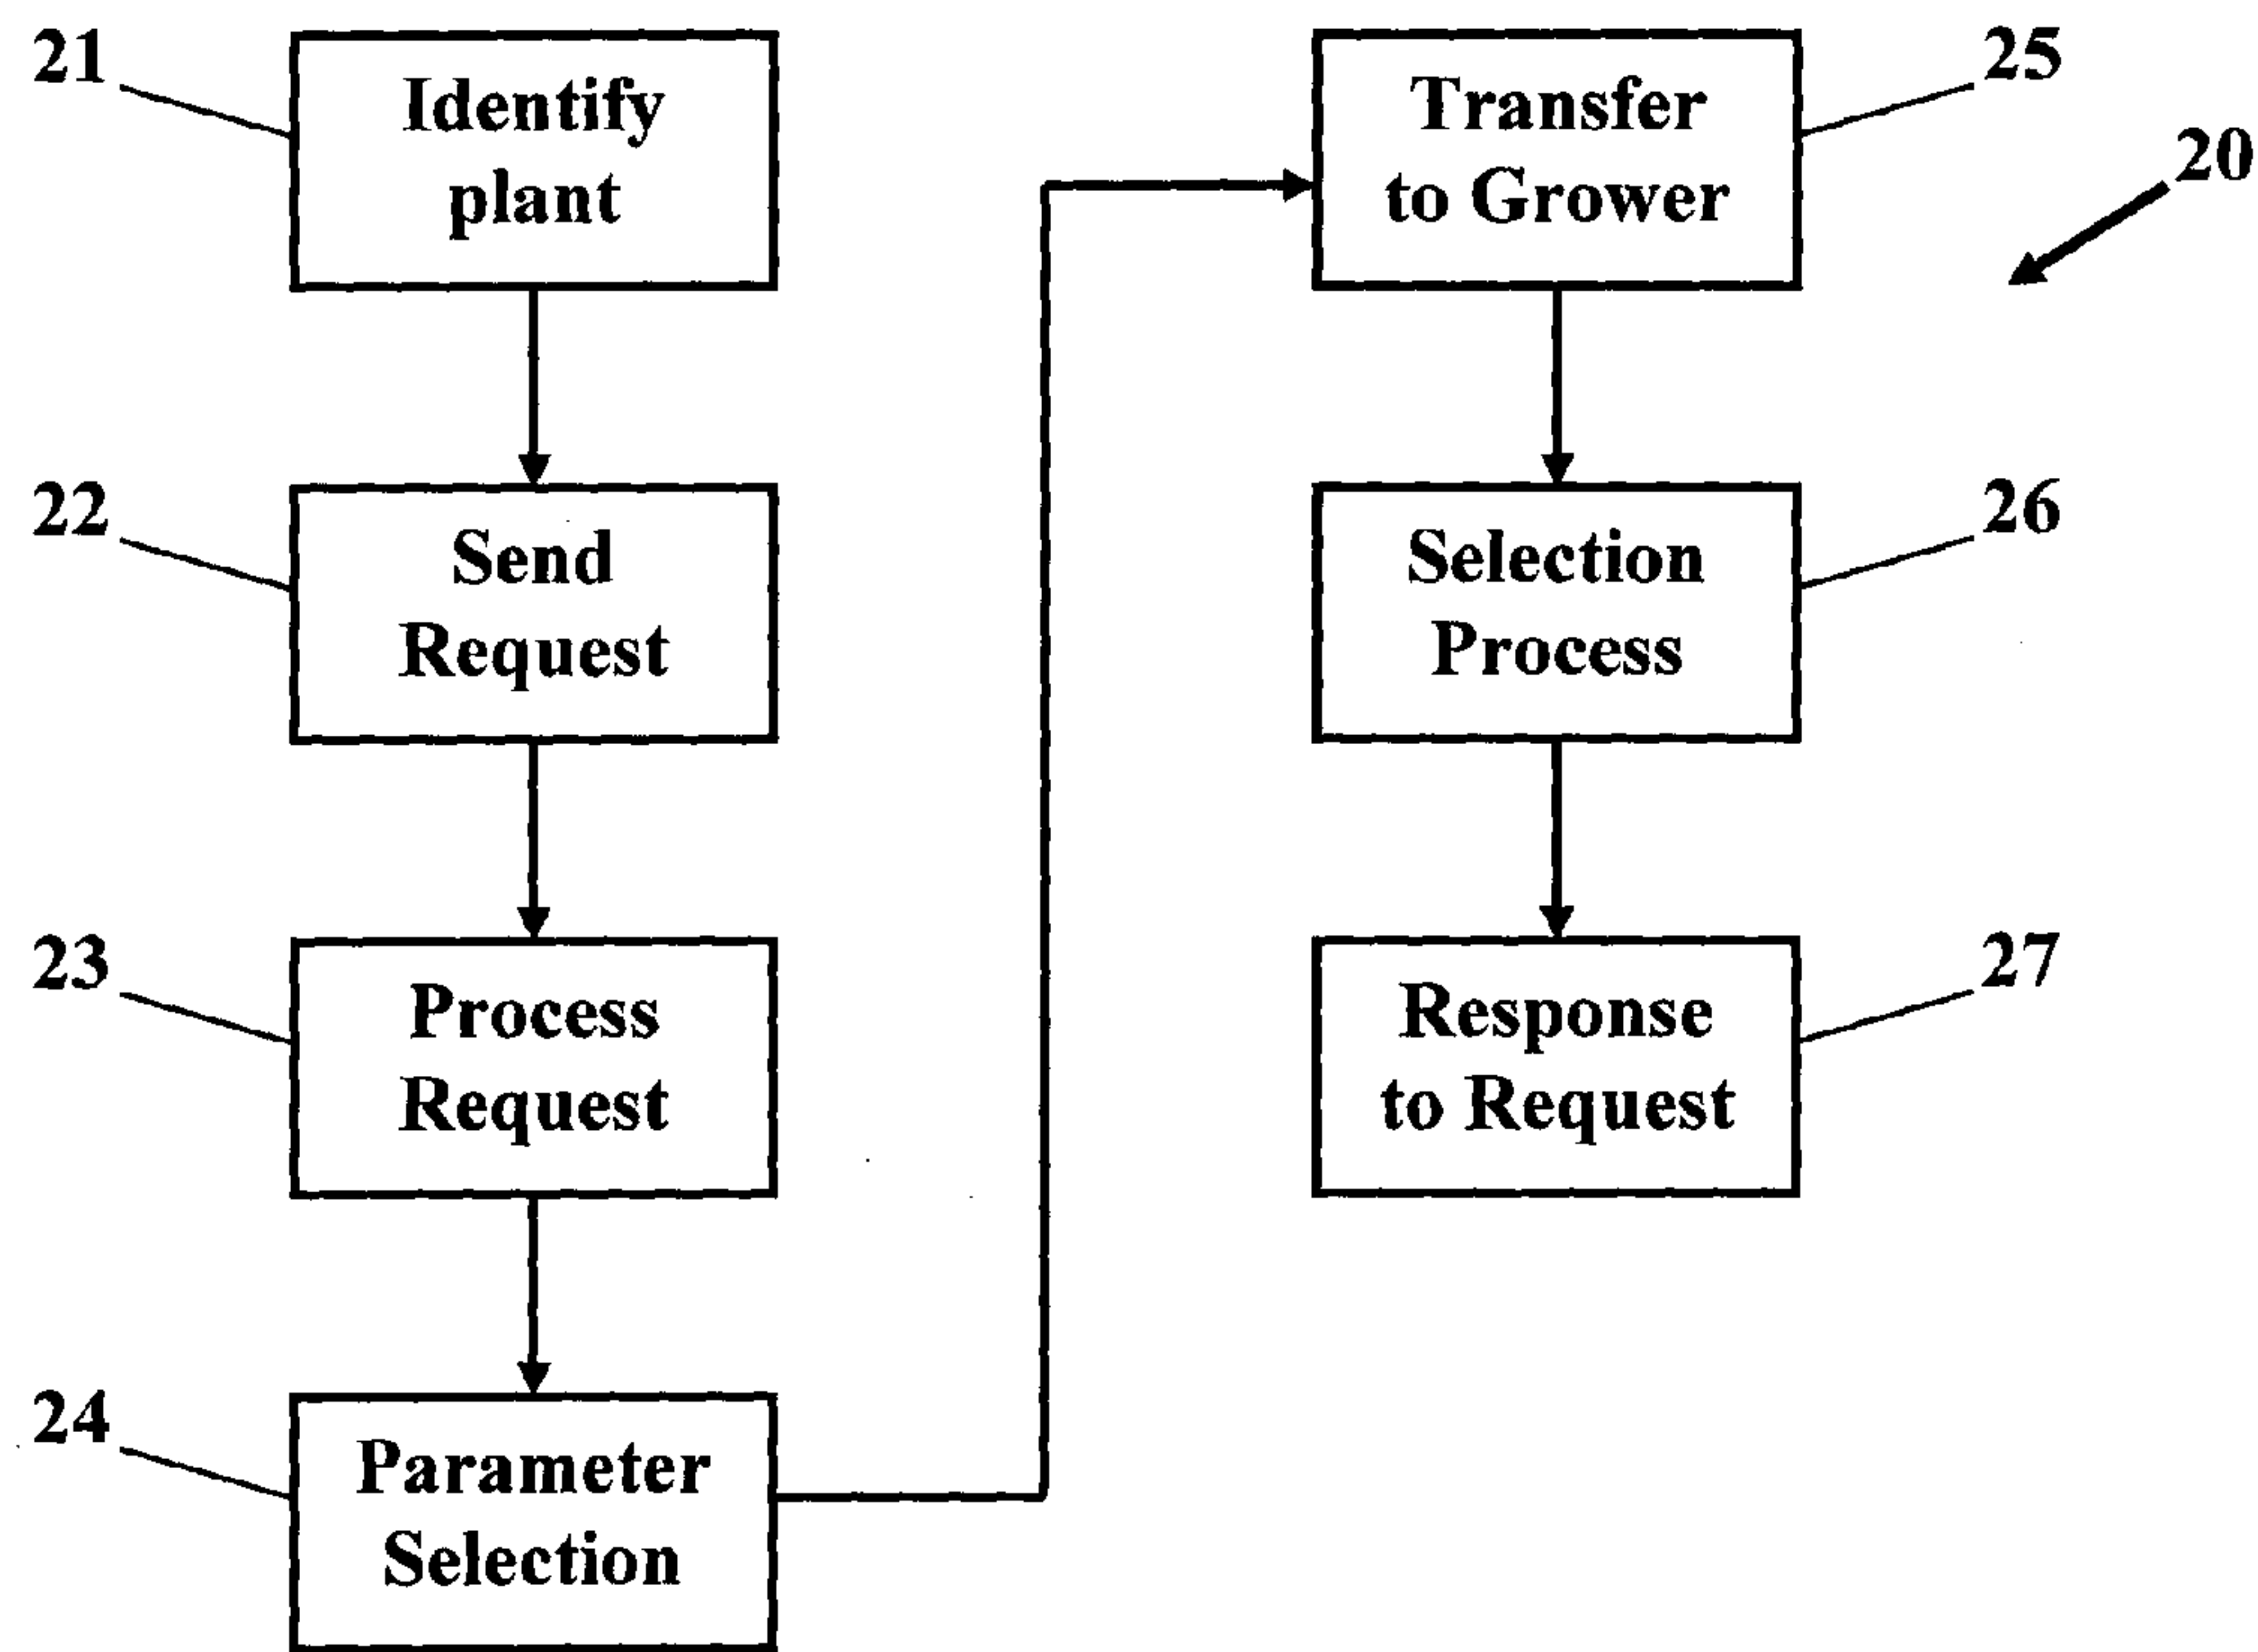 21
Identify
plant
22
Send
Request
23
Process
Request
24
Parameter
Selection
25
Transfer
to Grower
20
26
Selection
Process
27
Response
to Request